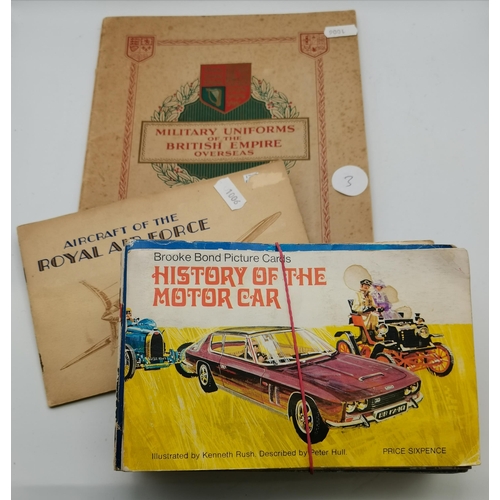 MILITARY UNIFORMS
OF THE
BRITISH EMPIRE
OVERSEAS
3
AIRCRAFT OF THE
ROYAL AIR FORCE
Brooke Bond Picture Cards
HISTORY OF THE
MOTOR CAR
Illustrated by Kenneth Rush, Described by Peter Hull
PRICE SIXPENCE